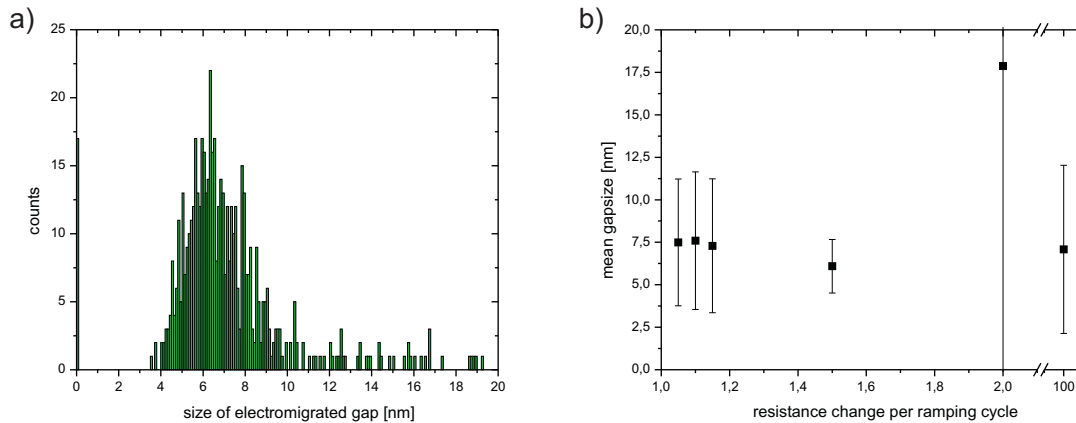 a)
25
20
15
10
5
0
counts
0 2 4 6 8 10 12 14 16 18 20
size of electromigrated gap [nm]
b)
20,0
17,5
15,0
12,5
10,0
7,5
5,0
2,5
0,0
mean gapsize [nm]
1,0 1,2 1,4 1,6 1,8 2,0 100
resistance change per ramping cycle